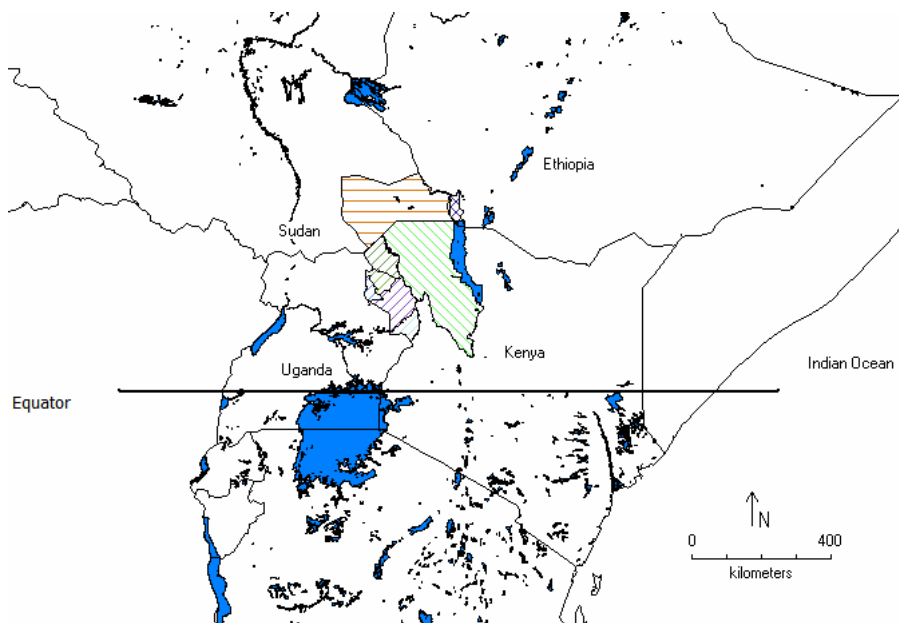 Ethiopia
Sudan
Kenya
Indian Ocean
Uganda
Equator
N
0 400
kilometers